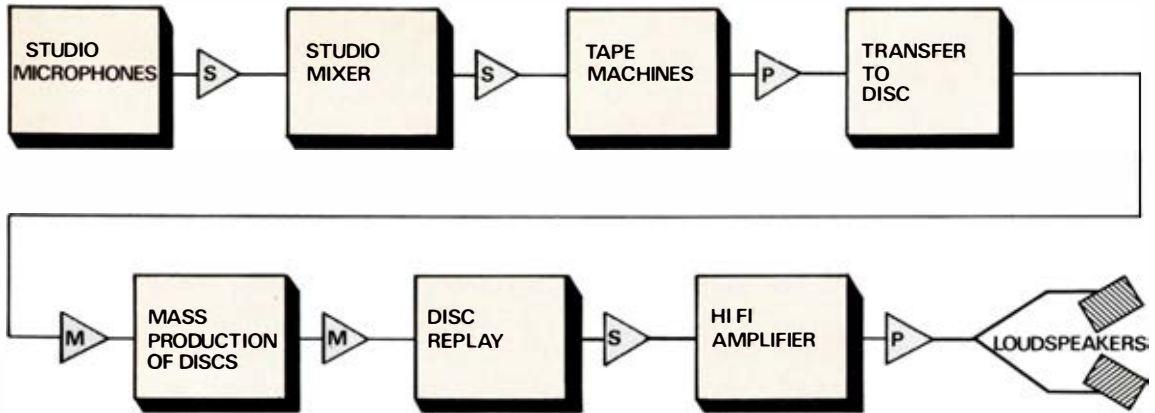 STUDIO
MICROPHONES
S
STUDIO
MIXER
S
TAPE
MACHINES
P
TRANSFER
TO
DISC
M
MASS
PRODUCTION
OF DISCS
M
DISC
REPLAY
S
HI FI
AMPLIFIER
P
LOUDSPEAKERS